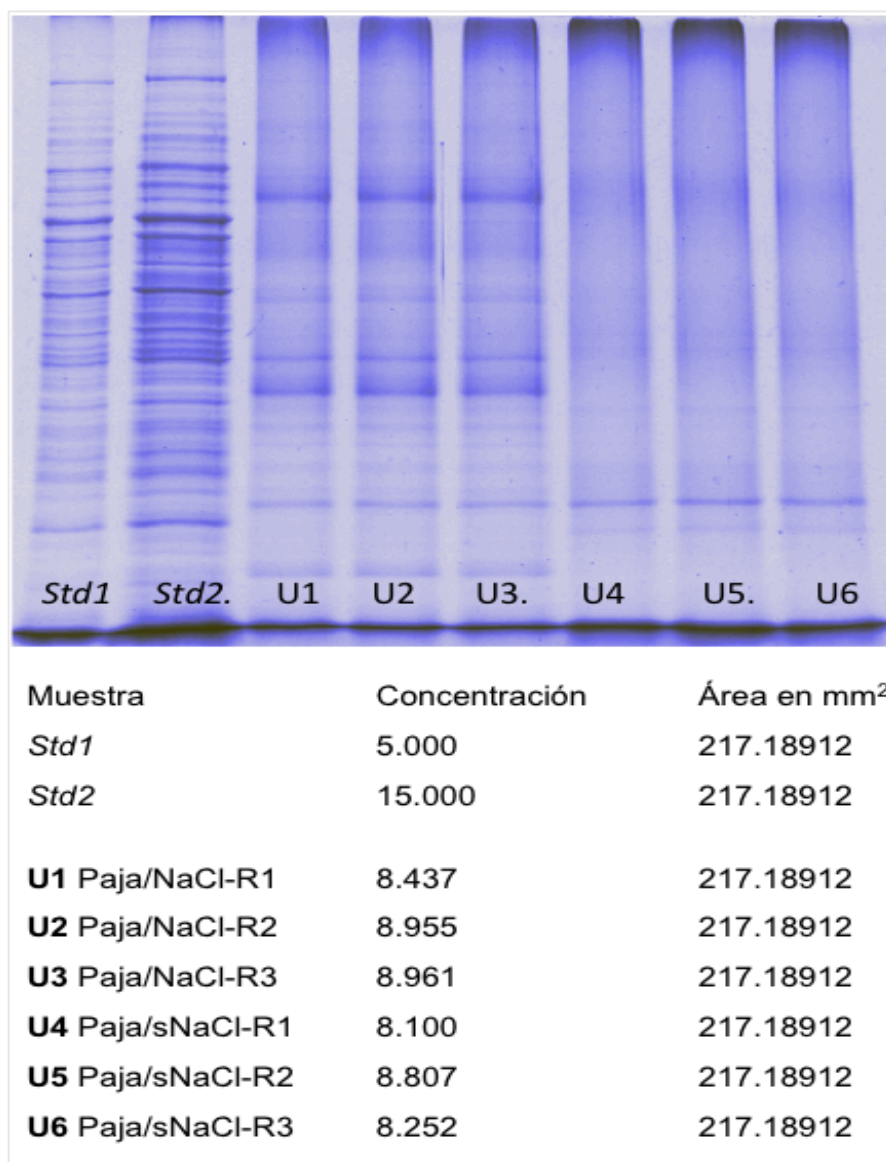 Std1 Std2. U1 U2 U3. U4 U5. U6
Muestra Concentración Área en mm²
Std1 5.000 217.18912
Std2 15.000 217.18912
U1 Paja/NaCl-R1 8.437 217.18912
U2 Paja/NaCl-R2 8.955 217.18912
U3 Paja/NaCl-R3 8.961 217.18912
U4 Paja/sNaCl-R1 8.100 217.18912
U5 Paja/sNaCl-R2 8.807 217.18912
U6 Paja/sNaCl-R3 8.252 217.18912